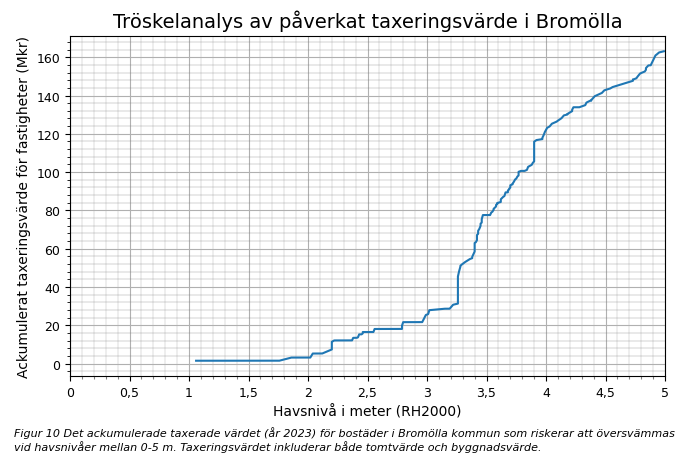 Tröskelanalys av påverkat taxeringsvärde i Bromölla
Ackumulerat taxeringsvärde för fastigheter (Mkr)
160
140
120
100
80
60
40
20
0
0 0,5 1 1,5 2 2,5 3 3,5 4 4,5 5
Havsnivå i meter (RH2000)
Figur 10 Det ackumulerade taxerade värdet (år 2023) för bostäder i Bromölla kommun som riskerar att översvämmas
vid havsnivåer mellan 0-5 m. Taxeringsvärdet inkluderar både tomtvärde och byggnadsvärde.